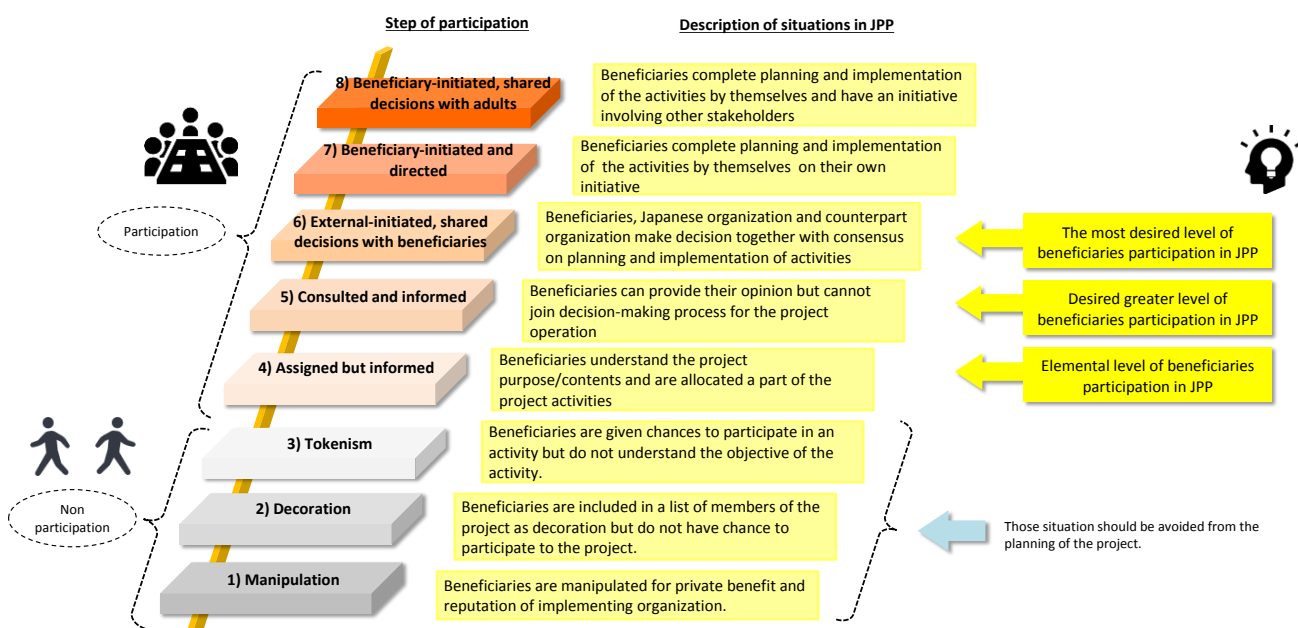 Step of participation
Description of situations in JPP
8) Beneficiary-initiated, shared
decisions with adults
Beneficiaries complete planning and implementation
of the activities by themselves and have an initiative
involving other stakeholders
7) Beneficiary-initiated and
directed
Beneficiaries complete planning and implementation
of the activities by themselves on their own
initiative
Participation
6) External-initiated, shared
decisions with beneficiaries
Beneficiaries, Japanese organization and counterpart
organization make decision together with consensus
on planning and implementation of activities
The most desired level of
beneficiaries participation in JPP
5) Consulted and informed
Beneficiaries can provide their opinion but cannot
join decision-making process for the project
operation
Desired greater level of
beneficiaries participation in JPP
4) Assigned but informed
Beneficiaries understand the project
purpose/contents and are allocated a part of the
project activities
Elemental level of beneficiaries
participation in JPP
3) Tokenism
Beneficiaries are given chances to participate in an
activity but do not understand the objective of the
activity.
Non
participation
2) Decoration
Beneficiaries are included in a list of members of the
project as decoration but do not have chance to
participate to the project.
Those situation should be avoided from the
planning of the project.
1) Manipulation
Beneficiaries are manipulated for private benefit and
reputation of implementing organization.